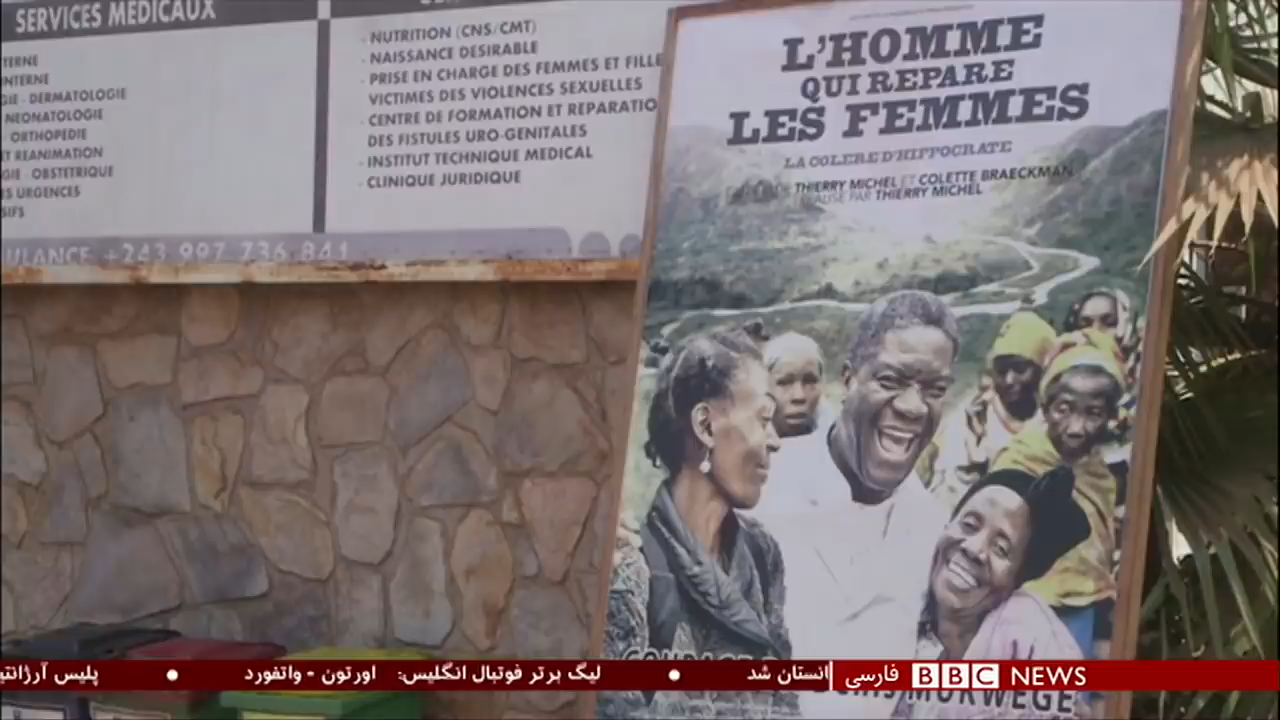 SERVICES MÉDICAUX
TERNE
INTERNE
GIE - DERMATOLOGIE
NEONATOLOGIE
ORTHOPEDIE
ET REANIMATION
GIE - OBSTETRIQUE
ES URGENCES
SIFS
· NUTRITION (CNS/CMT)
· NAISSANCE DESIRABLE
· PRISE EN CHARGE DES FEMMES ET FILLE
VICTIMES DES VIOLENCES SEXUELLES
· CENTRE DE FORMATION ET REPARATIO
DES FISTULES URO-GENITALES
· INSTITUT TECHNIQUE MEDICAL
· CLINIQUE JURIDIQUE
ULANCE +243 997 736 841
L'HOMME
QUI REPARE
LES FEMMES
LA COLERE D'HIPPOCRATE
THIERRY MICHEL ET COLETTE BRAECKMAN
REALISE PAR THIERRY MICHEL
MUKWEGE
پلیس آرژانتی • لیگ برتر فوتبال انگلیس: اورتون - واتفورد • انستان شد
BBC NEWS فارسی